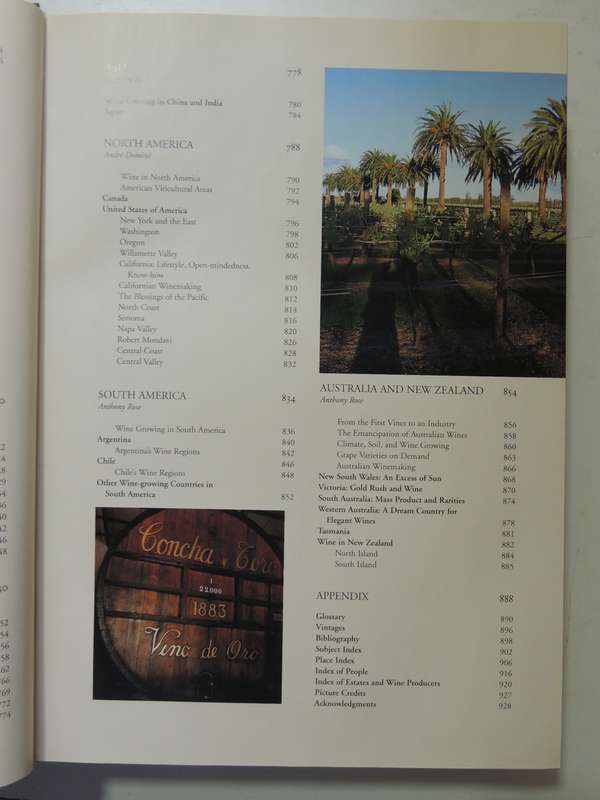 778
Wine Growing in China and India 780
Japan 784
NORTH AMERICA 788
André Dominé
Wine in North America 790
American Viticultural Areas 792
Canada 794
United States of America
New York and the East 796
Washington 798
Oregon 802
Willamette Valley 806
California: Lifestyle, Open-mindedness,
Know-how 808
Californian Winemaking 810
The Blessings of the Pacific 812
North Coast 814
Sonoma 816
Napa Valley 820
Robert Mondavi 826
Central Coast 828
Central Valley 832
SOUTH AMERICA 834
Anthony Rose
Wine Growing in South America 836
Argentina 840
Argentina's Wine Regions 842
Chile 846
Chile's Wine Regions 848
Other Wine-growing Countries in
South America 852
Concha y Toro
1
22.000
1883
Vino de Oro
AUSTRALIA AND NEW ZEALAND 854
Anthony Rose
From the First Vines to an Industry 856
The Emancipation of Australian Wines 858
Climate, Soil, and Wine Growing 860
Grape Varieties on Demand 863
Australian Winemaking 866
New South Wales: An Excess of Sun 868
Victoria: Gold Rush and Wine 870
South Australia: Mass Product and Rarities 874
Western Australia: A Dream Country for
Elegant Wines 878
Tasmania 881
Wine in New Zealand 882
North Island 884
South Island 885
APPENDIX 888
Glossary 890
Vintages 896
Bibliography 898
Subject Index 902
Place Index 906
Index of People 916
Index of Estates and Wine Producers 920
Picture Credits 927
Acknowledgments 928